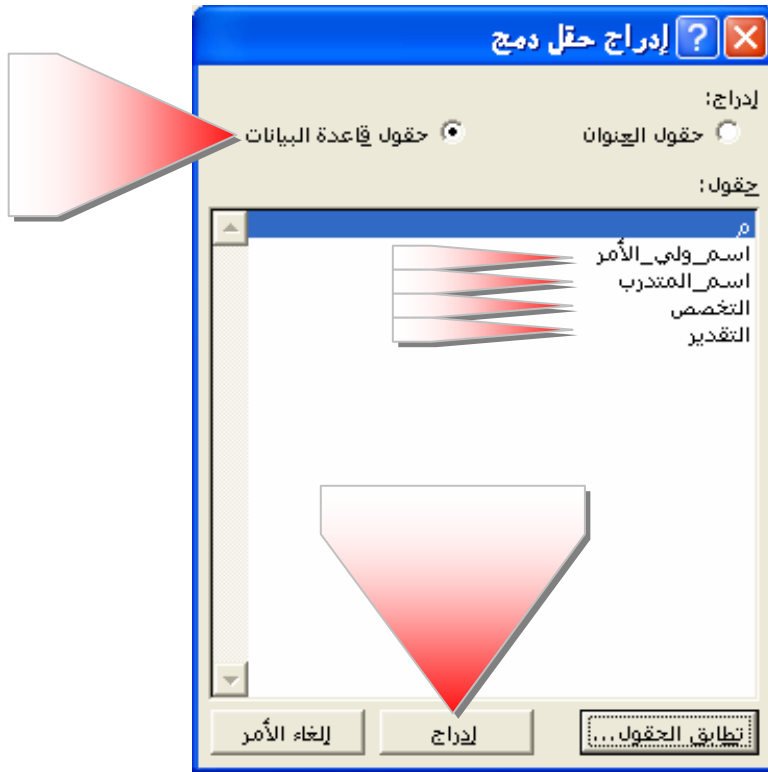 إدراج حقل دمج
إدراج:
حقول العنوان
حقول قاعدة البيانات
حقول:
م
اسم_ولي_الأمر
اسم_المتدرب
التخصص
التقدير
تطابق الحقول...
إدراج
إلغاء الأمر